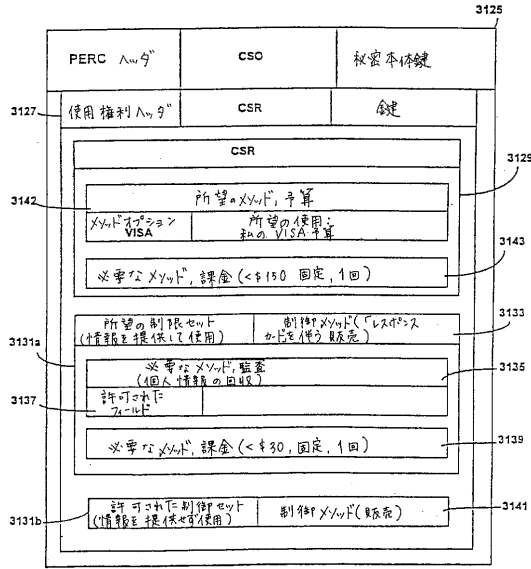 3125
PERC ヘッダ CSO 秘密本体鍵
3127 使用権利ヘッダ CSR 鍵
CSR
3129
3142 所望のメソッド, 予算
メソッドオプション VISA 所望の使用: 私の VISA 予算
3143
必要なメソッド, 課金 (<$150 固定, 1回)
3133
所望の制限セット (情報を提供して使用) 制御メソッド(「レスポンスカード」を伴う 販売)
3131a
必要なメソッド, 監査 (個人情報の回収)
3135
3137 許可されたフィールド
必要なメソッド, 課金 (<$30, 固定, 1回)
3139
3131b 許可された制御セット (情報を提供せず使用) 制御メソッド(販売)
3141